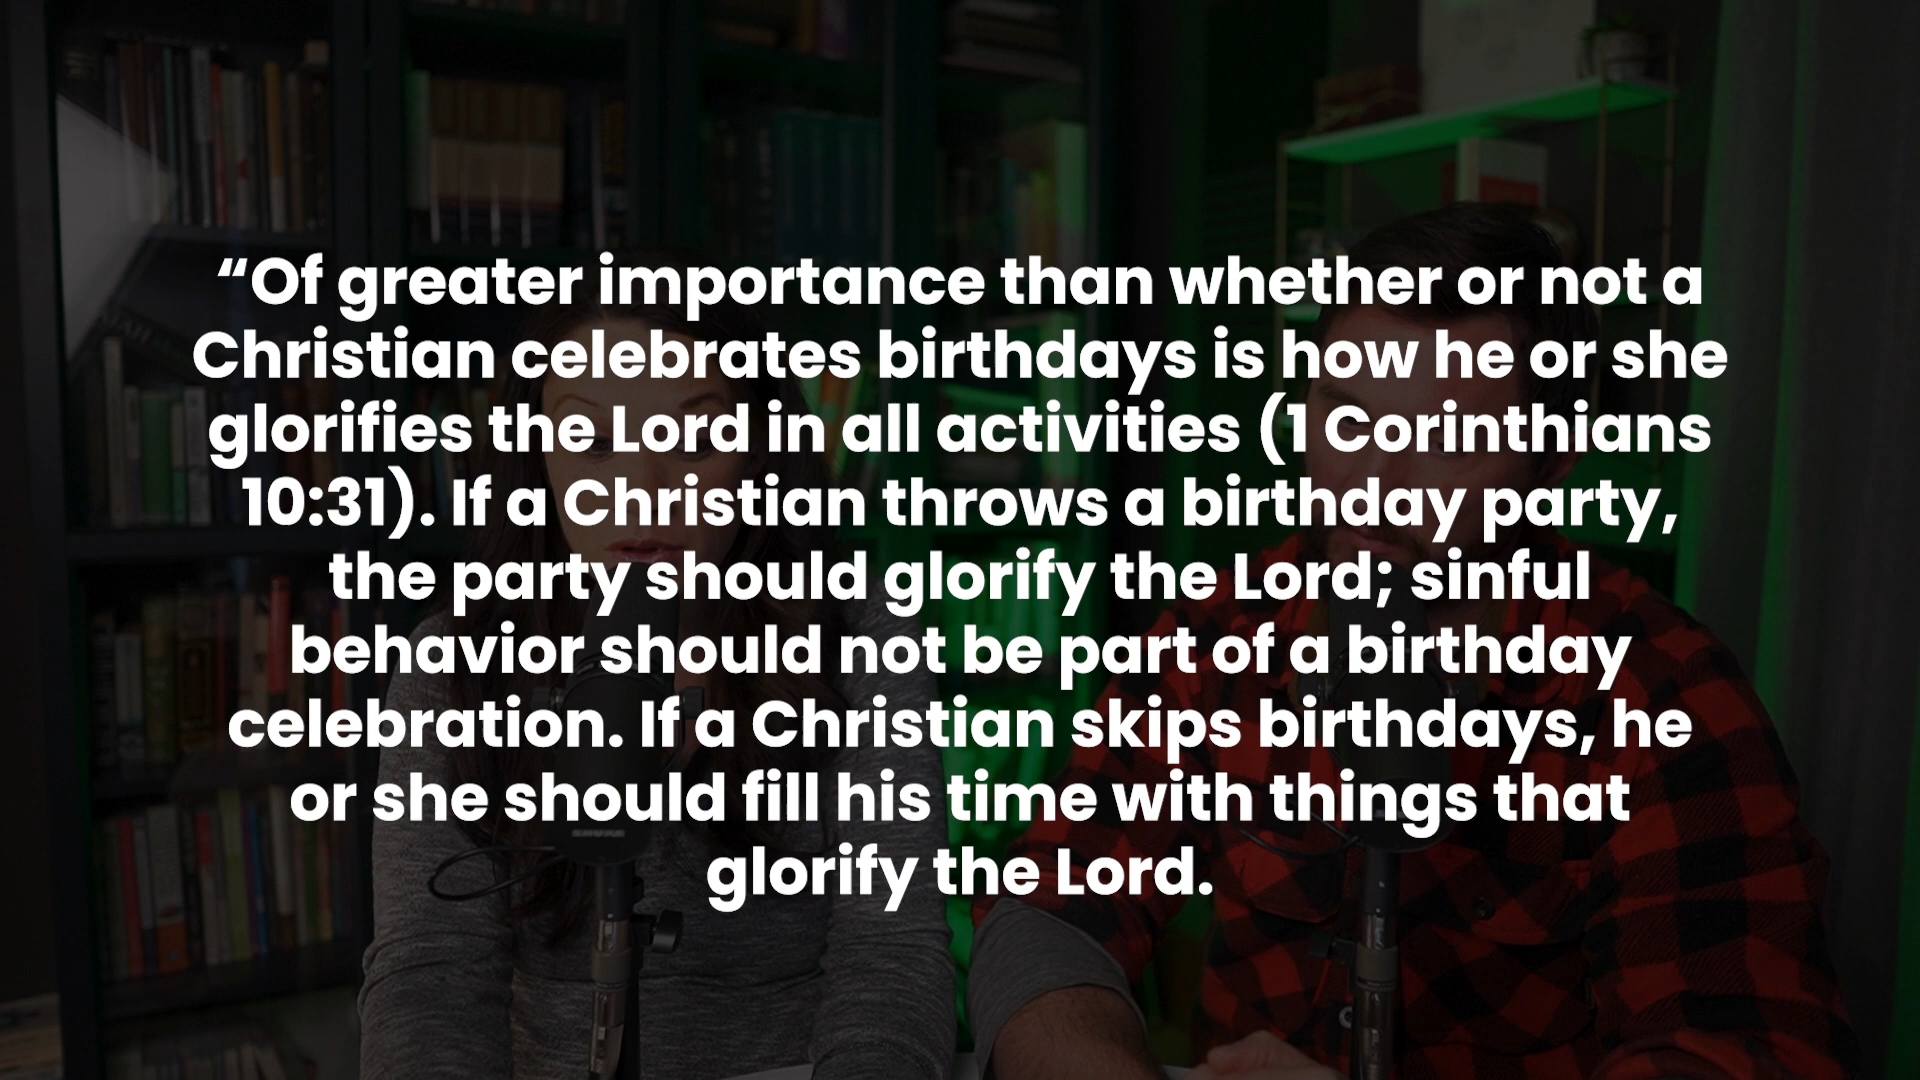 “Of greater importance than whether or not a
Christian celebrates birthdays is how he or she
glorifies the Lord in all activities (1 Corinthians
10:31). If a Christian throws a birthday party,
the party should glorify the Lord; sinful
behavior should not be part of a birthday
celebration. If a Christian skips birthdays, he
or she should fill his time with things that
glorify the Lord.